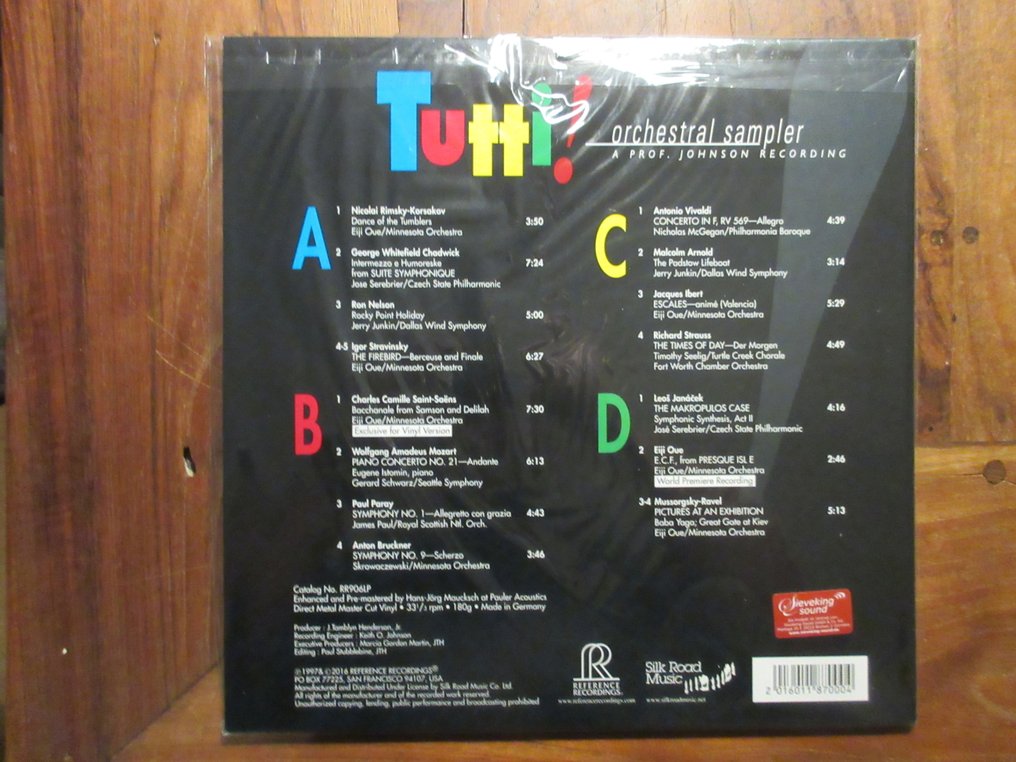 Tutti!
orchestral sampler
A PROF. JOHNSON RECORDING
A
1 Nicolai Rimsky-Korsakov
Dance of the Tumblers 3:50
Eiji Oue/Minnesota Orchestra
2 George Whitefield Chadwick
Intermezzo e Humoreske 7:24
from SUITE SYMPHONIQUE
Jose Serebrier/Czech State Philharmonic
3 Ron Nelson
Rocky Point Holiday 5:00
Jerry Junkin/Dallas Wind Symphony
4-5 Igor Stravinsky
THE FIREBIRD—Berceuse and Finale 6:27
Eiji Oue/Minnesota Orchestra
B
1 Charles Camille Saint-Saëns
Bacchanale from Samson and Delilah 7:30
Eiji Oue/Minnesota Orchestra
Exclusive for Vinyl Version
2 Wolfgang Amadeus Mozart
PIANO CONCERTO NO. 21—Andante 6:13
Eugene Istomin, piano
Gerard Schwarz/Seattle Symphony
3 Paul Paray
SYMPHONY NO. 1—Allegretto con grazia 4:43
James Paul/Royal Scottish Ntl. Orch.
4 Anton Bruckner
SYMPHONY NO. 9—Scherzo 3:46
Skrowaczewski/Minnesota Orchestra
C
1 Antonio Vivaldi
CONCERTO IN F, RV 569—Allegro 4:39
Nicholas McGegan/Philharmonia Baroque
2 Malcolm Arnold
The Padstow Lifeboat 3:14
Jerry Junkin/Dallas Wind Symphony
3 Jacques Ibert
ESCALES—animé (Valencia) 5:29
Eiji Oue/Minnesota Orchestra
4 Richard Strauss
THE TIMES OF DAY—Der Morgen 4:49
Timothy Seelig/Turtle Creek Chorale
Fort Worth Chamber Orchestra
D
1 Leoš Janáček
THE MAKROPULOS CASE 4:16
Symphonic Synthesis, Act II
José Serebrier/Czech State Philharmonic
2 Eiji Oue
E.C.F., from PRESQUE ISL E 2:46
Eiji Oue/Minnesota Orchestra
World Premiere Recording
3-4 Mussorgsky-Ravel
PICTURES AT AN EXHIBITION 5:13
Baba Yaga; Great Gate at Kiev
Eiji Oue/Minnesota Orchestra
Catalog No. RR906LP
Enhanced and Pre-mastered by Hans-Jörg Maucksch at Pauler Acoustics
Direct Metal Master Cut Vinyl • 33⅓ rpm • 180g • Made in Germany
Producer : J.Tamblyn Henderson, Jr.
Recording Engineer : Keith O. Johnson
Executive Producers : Marcia Gordon Martin, JTH
Editing : Paul Stubblebine, JTH
℗1997& ©2016 REFERENCE RECORDINGS®
PO BOX 77225, SAN FRANCISCO 94107, USA
Manufactured and Distributed Under License by Silk Road Music Co. Ltd.
All rights of the manufacturer and of the recorded work reserved.
Unauthorized copying, lending, public performance and broadcasting prohibited
R
REFERENCE
RECORDINGS®
www.referencerecordings.com
Silk Road
Music
www.silkroadmusic.net
Sieveking
sound
www.sieveking-sound.de
2 016011 870004